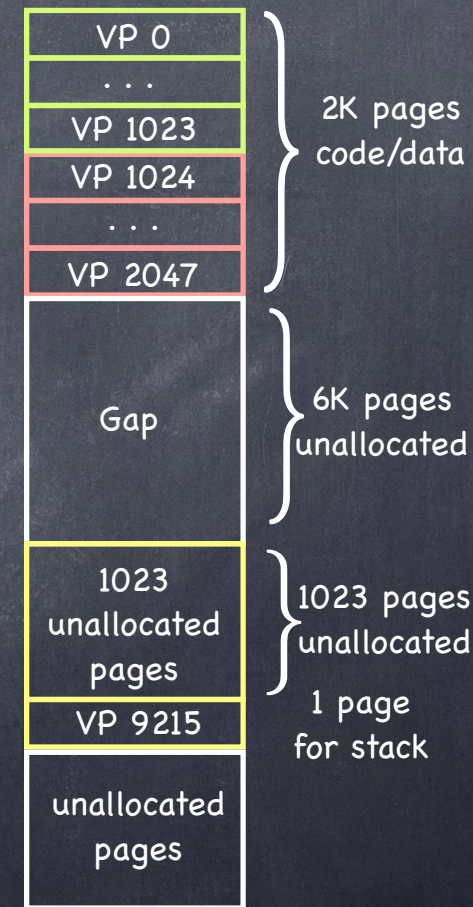 VP 0
. . .
VP 1023
VP 1024
. . .
VP 2047
2K pages
code/data
Gap
6K pages
unallocated
1023
unallocated
pages
1023 pages
unallocated
VP 9215
1 page
for stack
unallocated
pages